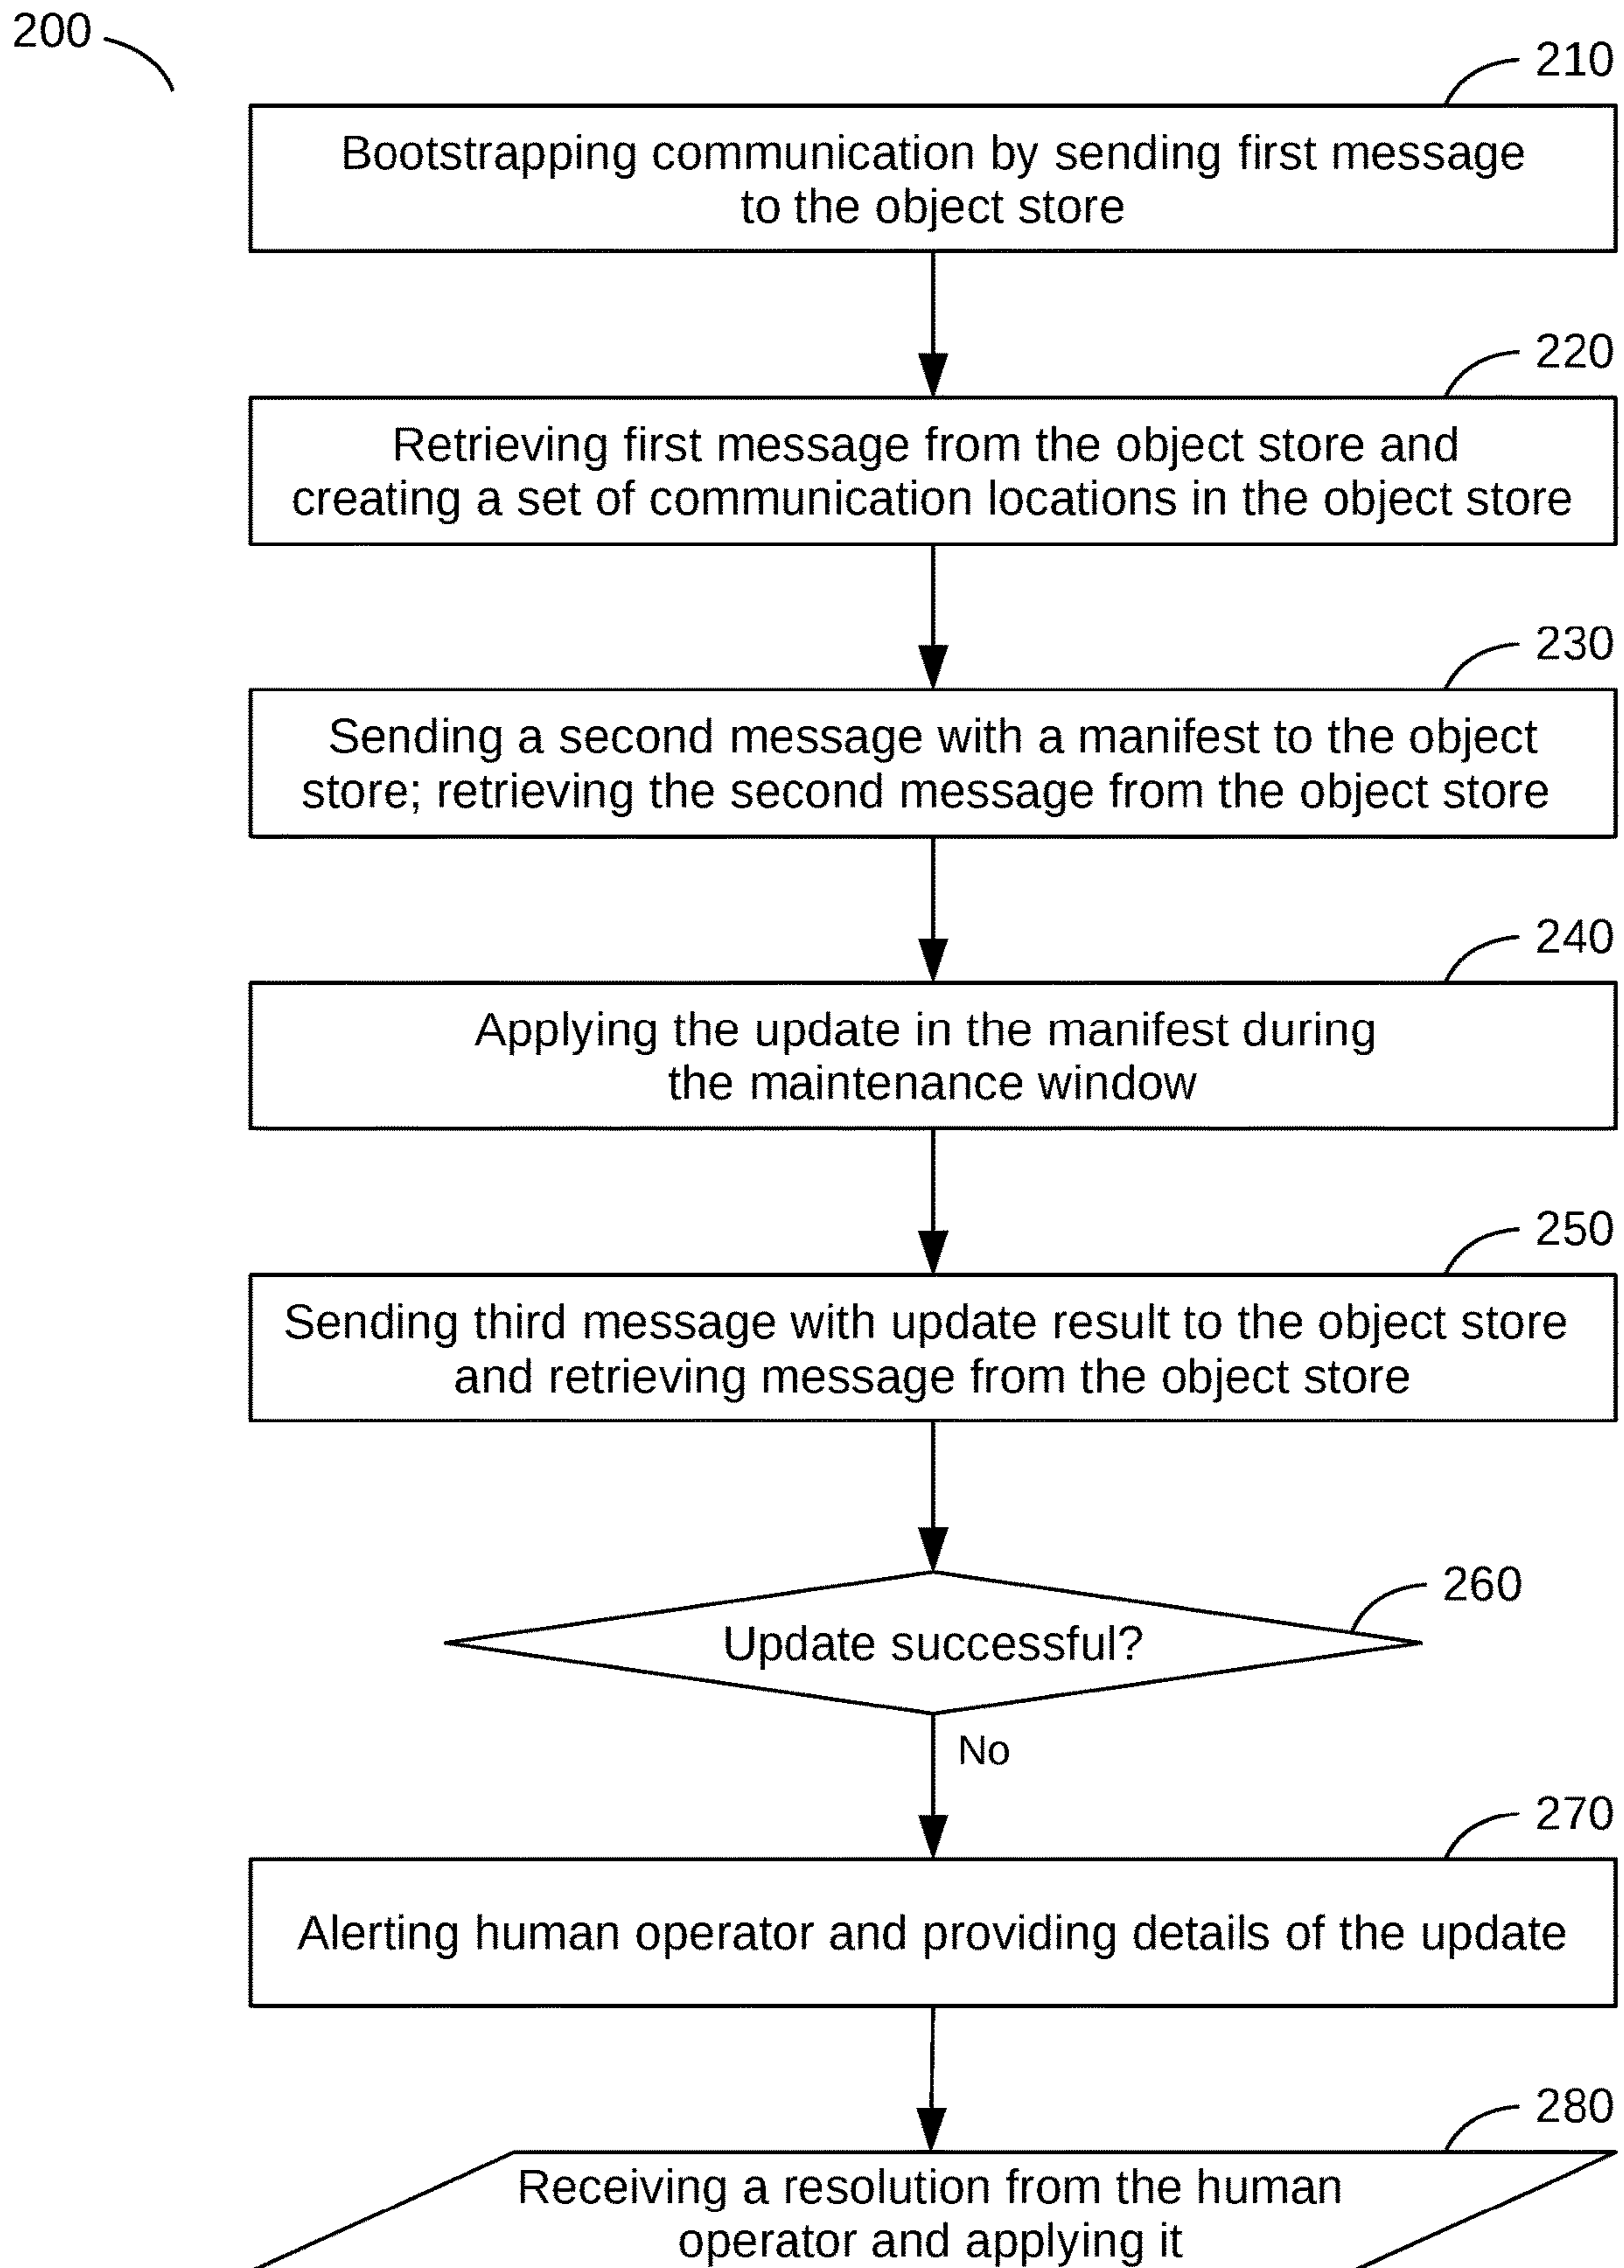 200
210
Bootstrapping communication by sending first message
to the object store
220
Retrieving first message from the object store and
creating a set of communication locations in the object store
230
Sending a second message with a manifest to the object
store; retrieving the second message from the object store
240
Applying the update in the manifest during
the maintenance window
250
Sending third message with update result to the object store
and retrieving message from the object store
260
Update successful?
No
270
Alerting human operator and providing details of the update
280
Receiving a resolution from the human
operator and applying it